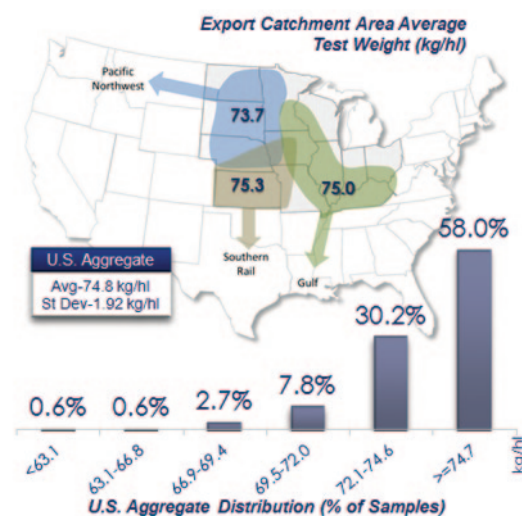 Export Catchment Area Average
Test Weight (kg/hl)
Pacific
Northwest
73.7
75.3
75.0
Southern
Rail
Gulf
U.S. Aggregate
Avg-74.8 kg/hl
St Dev-1.92 kg/hl
0.6%
0.6%
2.7%
7.8%
30.2%
58.0%
<63.1
63.1-66.8
66.9-69.4
69.5-72.0
72.1-74.6
>=74.7
kg/hl
U.S. Aggregate Distribution (% of Samples)